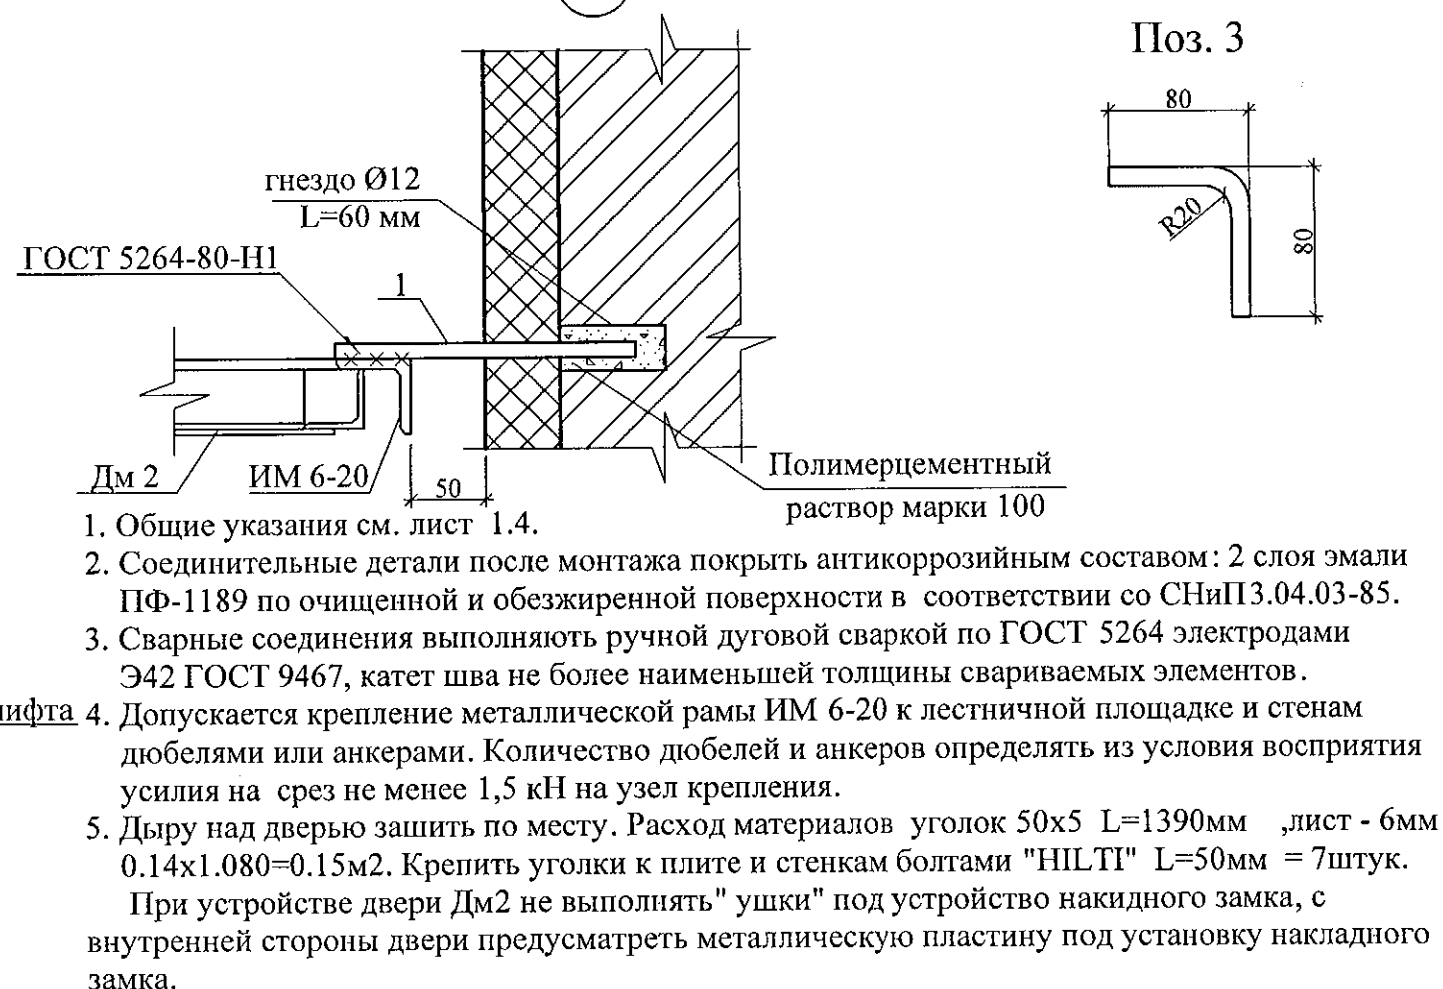 Поз. 3
80
80
R20
гнездо Ø12
L=60 мм
ГОСТ 5264-80-Н1
1
Дм 2
ИМ 6-20
50
Полимерцементный
раствор марки 100
1. Общие указания см. лист 1.4.
2. Соединительные детали после монтажа покрыть антикоррозийным составом: 2 слоя эмали
ПФ-1189 по очищенной и обезжиренной поверхности в соответствии со СНиП3.04.03-85.
3. Сварные соединения выполняють ручной дуговой сваркой по ГОСТ 5264 электродами
Э42 ГОСТ 9467, катет шва не более наименьшей толщины свариваемых элементов.
4. Допускается крепление металлической рамы ИМ 6-20 к лестничной площадке и стенам
дюбелями или анкерами. Количество дюбелей и анкеров определять из условия восприятия
усилия на срез не менее 1,5 кН на узел крепления.
5. Дыру над дверью зашить по месту. Расход материалов уголок 50х5 L=1390мм ,лист - 6мм
0.14х1.080=0.15м2. Крепить уголки к плите и стенкам болтами "HILTI" L=50мм = 7штук.
При устройстве двери Дм2 не выполнять" ушки" под устройство накидного замка, с
внутренней стороны двери предусматреть металлическую пластину под установку накладного
замка.